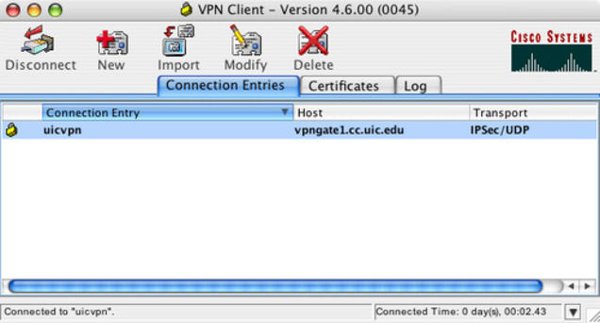 VPN Client – Version 4.6.00 (0045)
Disconnect New Import Modify Delete
CISCO SYSTEMS
Connection Entries Certificates Log
Connection Entry Host Transport
uicvpn vpngate1.cc.uic.edu IPSec/UDP
Connected to "uicvpn". Connected Time: 0 day(s), 00:02.43